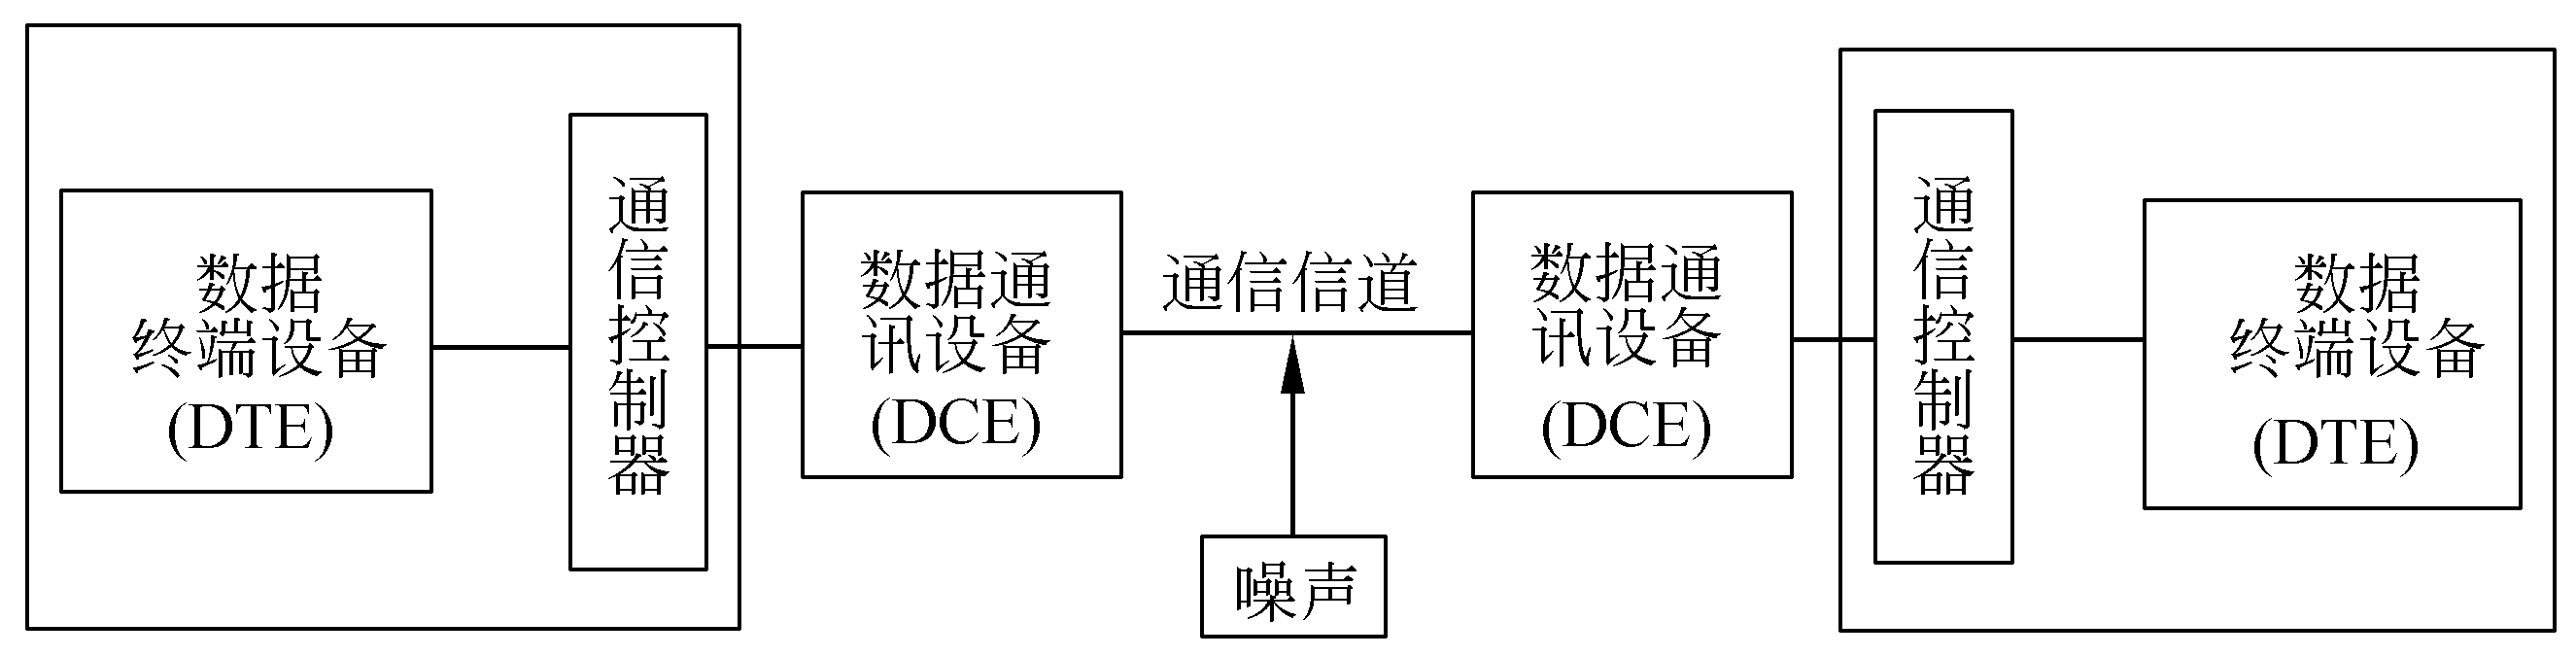 数据
终端设备
(DTE)
通信控制器
数据通
讯设备
(DCE)
通信信道
噪声
数据通
讯设备
(DCE)
通信控制器
数据
终端设备
(DTE)